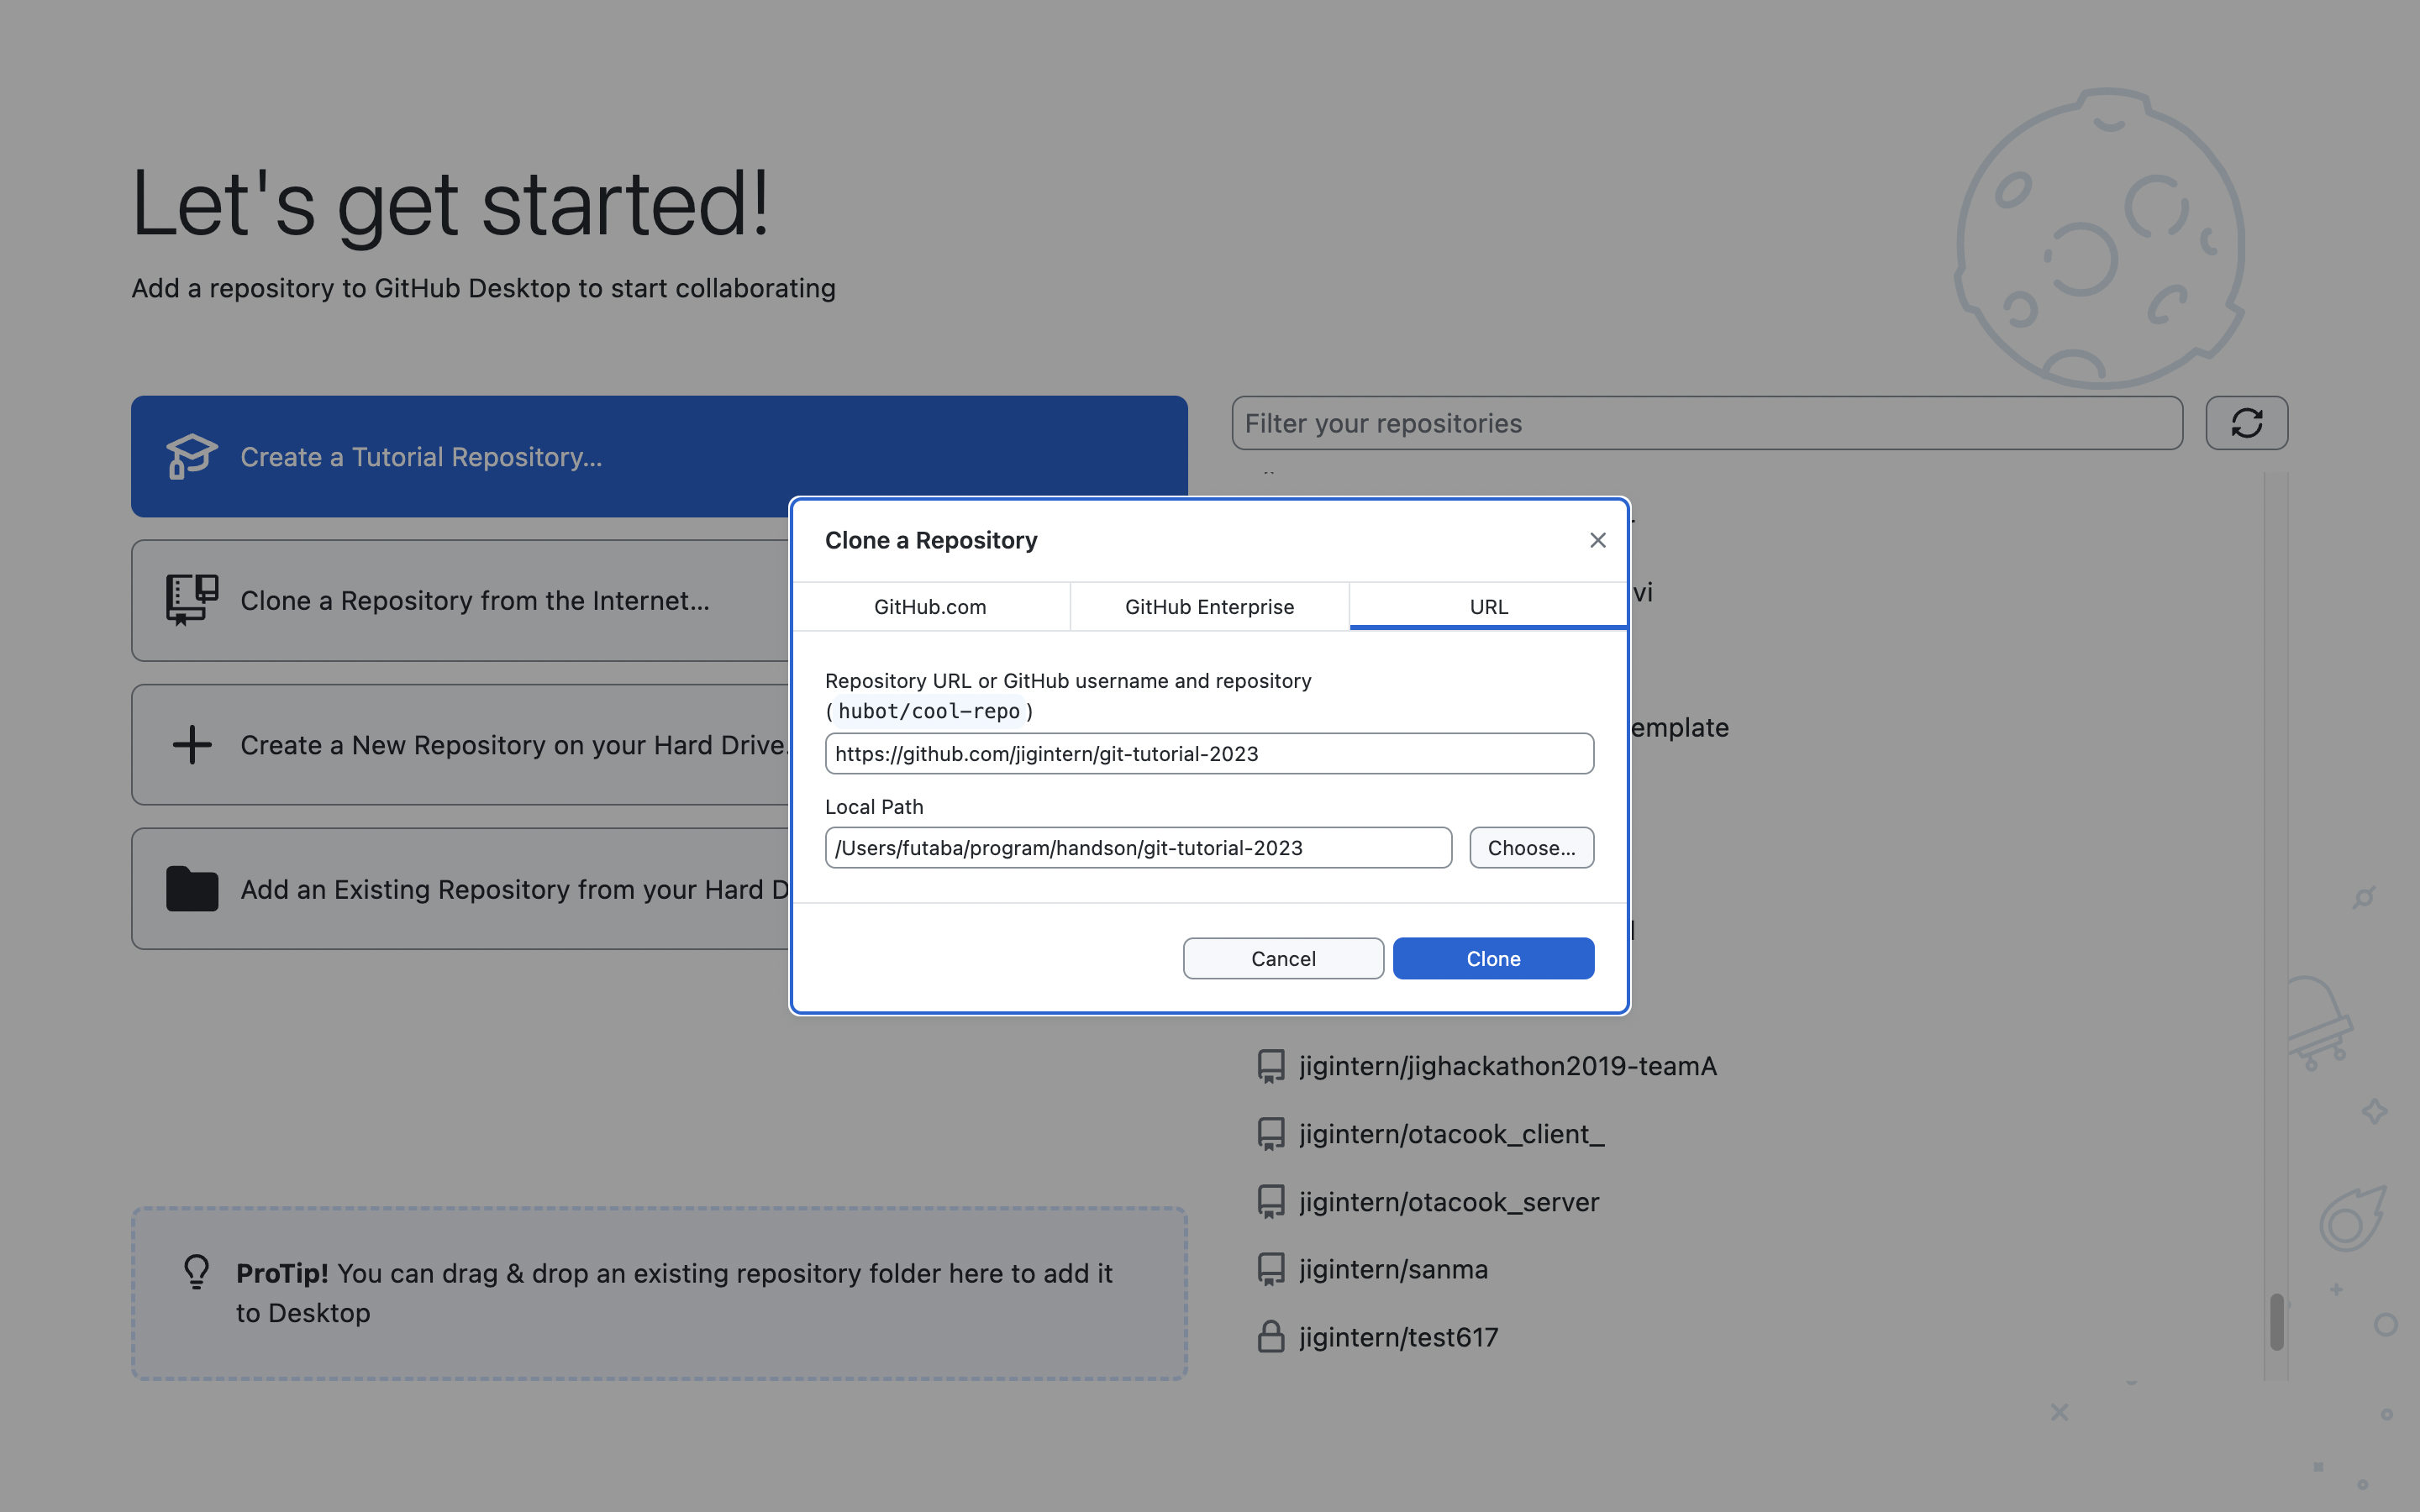 Let's get started!
Add a repository to GitHub Desktop to start collaborating
Create a Tutorial Repository...
Clone a Repository from the Internet...
Create a New Repository on your Hard Drive.
Add an Existing Repository from your Hard D
ProTip! You can drag & drop an existing repository folder here to add it
to Desktop
Filter your repositories
vi
emplate
jigintern/jighackathon2019-teamA
jigintern/otacook_client_
jigintern/otacook_server
jigintern/sanma
jigintern/test617
Clone a Repository
GitHub.com
GitHub Enterprise
URL
Repository URL or GitHub username and repository
(hubot/cool-repo)
https://github.com/jigintern/git-tutorial-2023
Local Path
/Users/futaba/program/handson/git-tutorial-2023
Choose...
Cancel
Clone